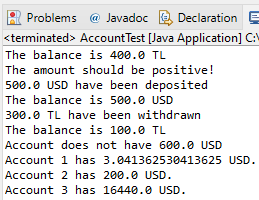 Problems @ Javadoc Declaration
<terminated> AccountTest [Java Application] C:\
The balance is 400.0 TL
The amount should be positive!
500.0 USD have been deposited
The balance is 500.0 USD
300.0 TL have been withdrawn
The balance is 100.0 TL
Account does not have 600.0 USD
Account 1 has 3.041362530413625 USD.
Account 2 has 200.0 USD.
Account 3 has 16440.0 USD.